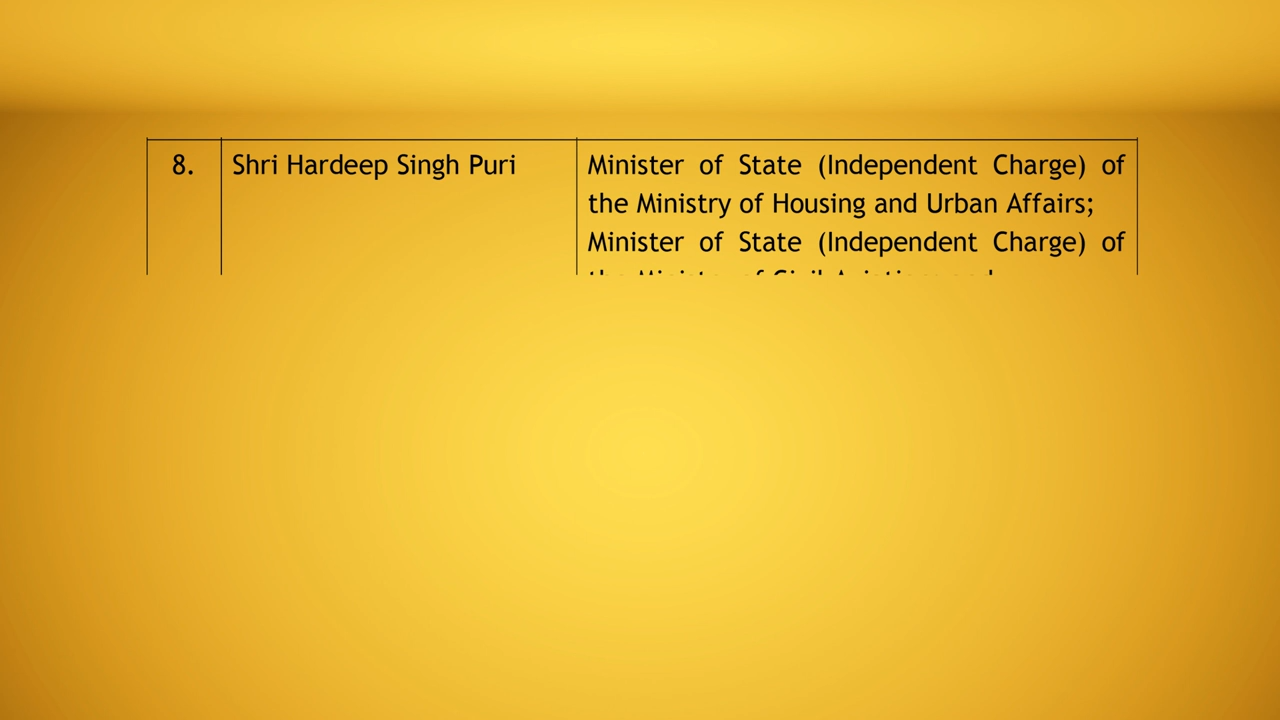 8. Shri Hardeep Singh Puri Minister of State (Independent Charge) of
the Ministry of Housing and Urban Affairs;
Minister of State (Independent Charge) of